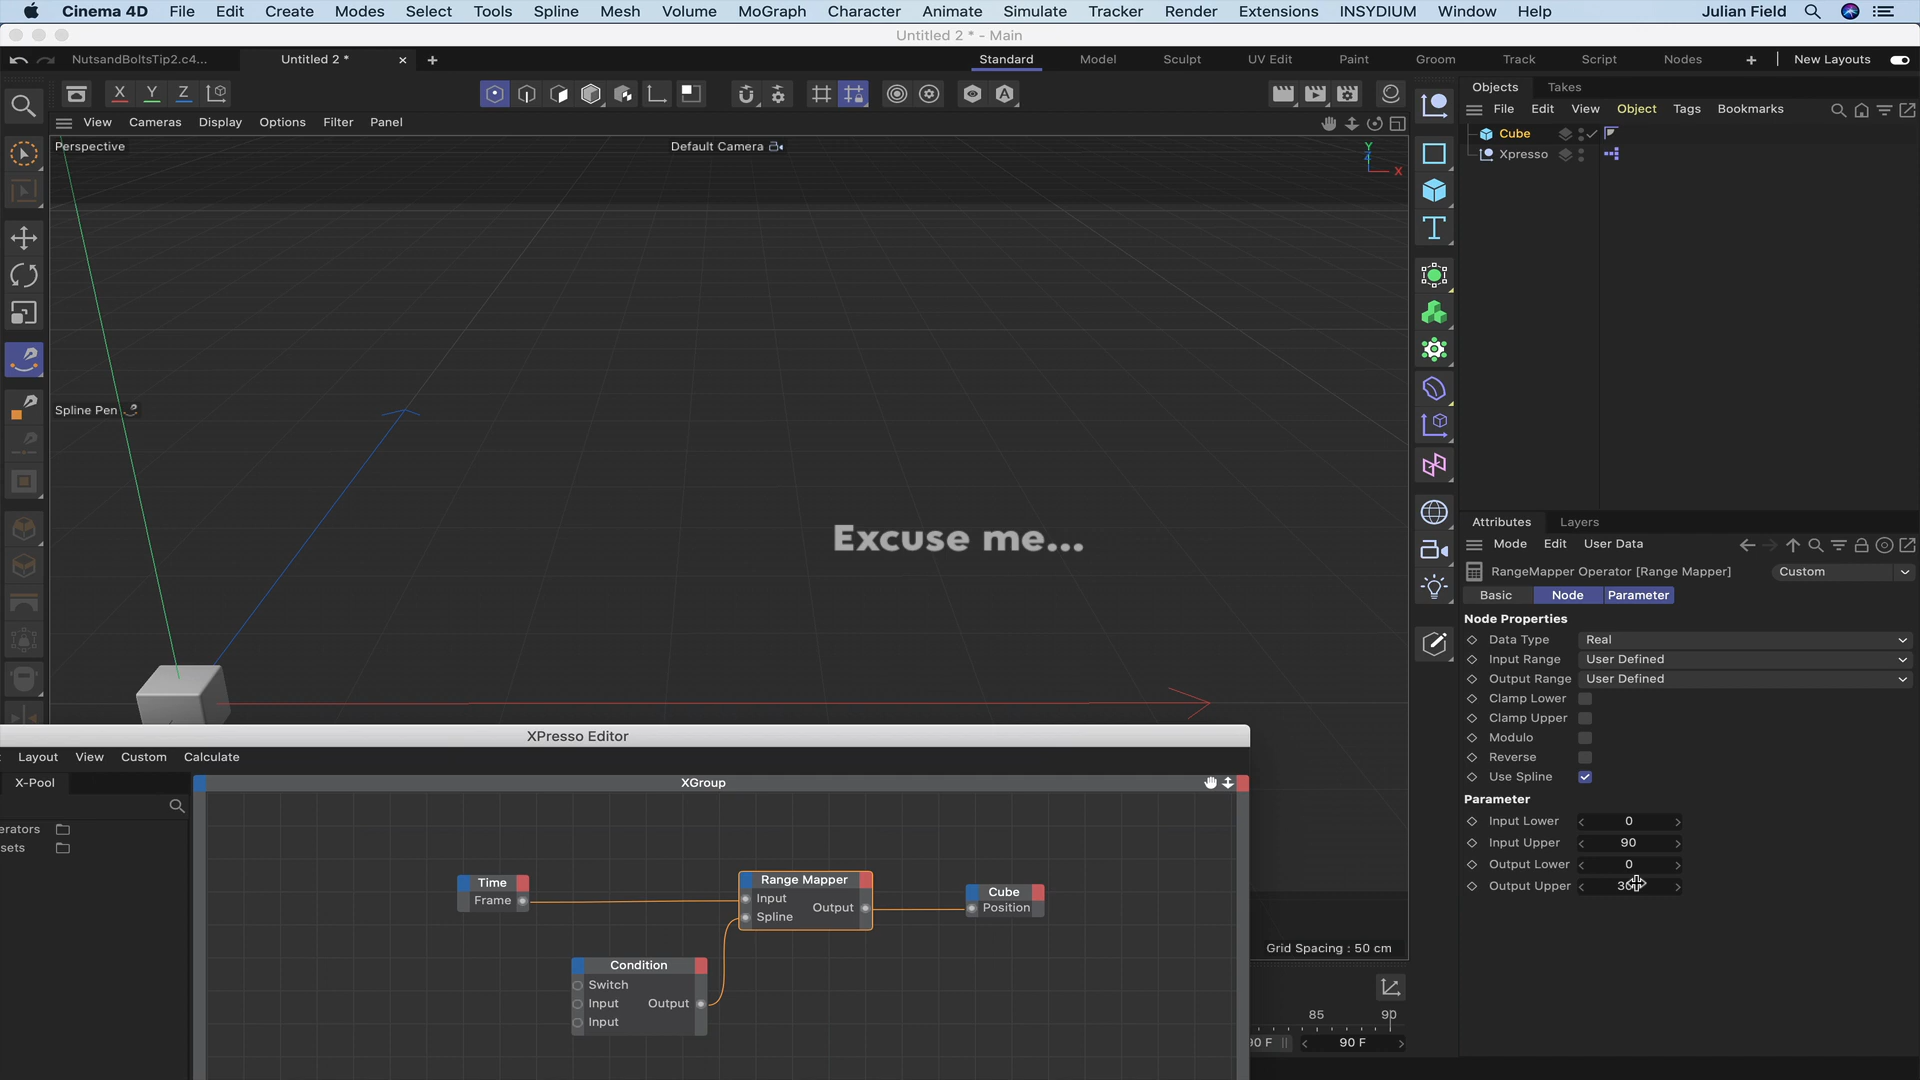 Cinema 4D File Edit Create Modes Select Tools Spline Mesh Volume MoGraph Character Animate Simulate Tracker Render Extensions INSYDIUM Window Help Julian Field
Untitled 2 * - Main
NutsandBoltsTip2.c4... Untitled 2 * Standard Model Sculpt UV Edit Paint Groom Track Script Nodes New Layouts
X Y Z
View Cameras Display Options Filter Panel
Perspective Default Camera
Y
Z
X
Spline Pen
Excuse me...
Objects Takes
File Edit View Object Tags Bookmarks
Cube
Xpresso
Attributes Layers
Mode Edit User Data
RangeMapper Operator [Range Mapper] Custom
Basic Node Parameter
Node Properties
Data Type Real
Input Range User Defined
Output Range User Defined
Clamp Lower
Clamp Upper
Modulo
Reverse
Use Spline
Parameter
Input Lower 0
Input Upper 90
Output Lower 0
Output Upper
XPresso Editor
Layout View Custom Calculate
X-Pool XGroup
erators
sets
Time
Frame
Range Mapper
Input
Output
Spline
Cube
Position
Condition
Switch
Input Output
Input
Grid Spacing : 50 cm
85 90
90 F 90 F